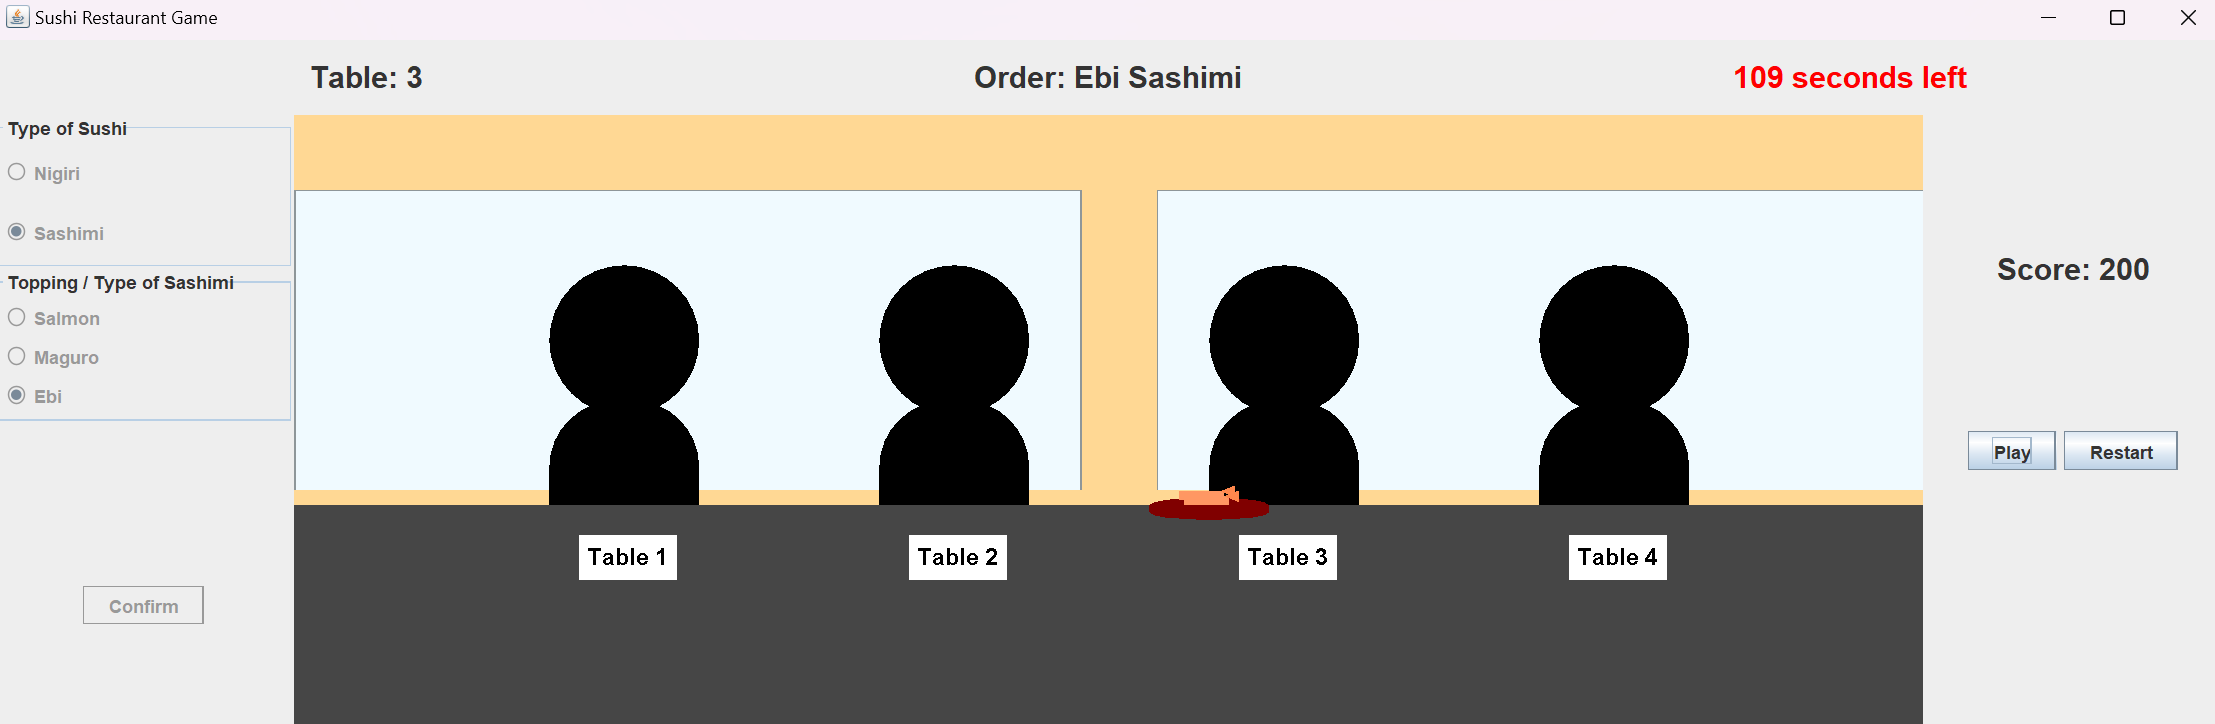 Sushi Restaurant Game
Table: 3
Order: Ebi Sashimi
109 seconds left
Type of Sushi
Nigiri
Sashimi
Topping / Type of Sashimi
Salmon
Maguro
Ebi
Confirm
Table 1
Table 2
Table 3
Table 4
Score: 200
Play
Restart